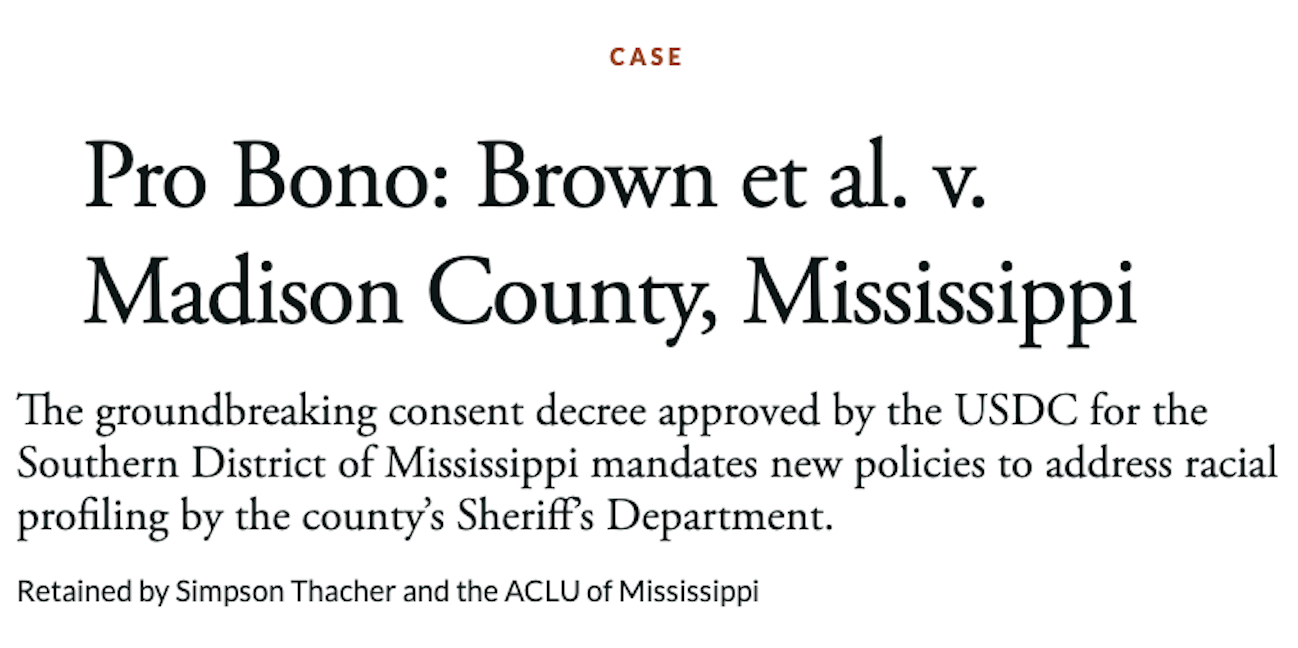 CASE
Pro Bono: Brown et al. v.
Madison County, Mississippi
The groundbreaking consent decree approved by the USDC for the
Southern District of Mississippi mandates new policies to address racial
profiling by the county’s Sheriff’s Department.
Retained by Simpson Thacher and the ACLU of Mississippi